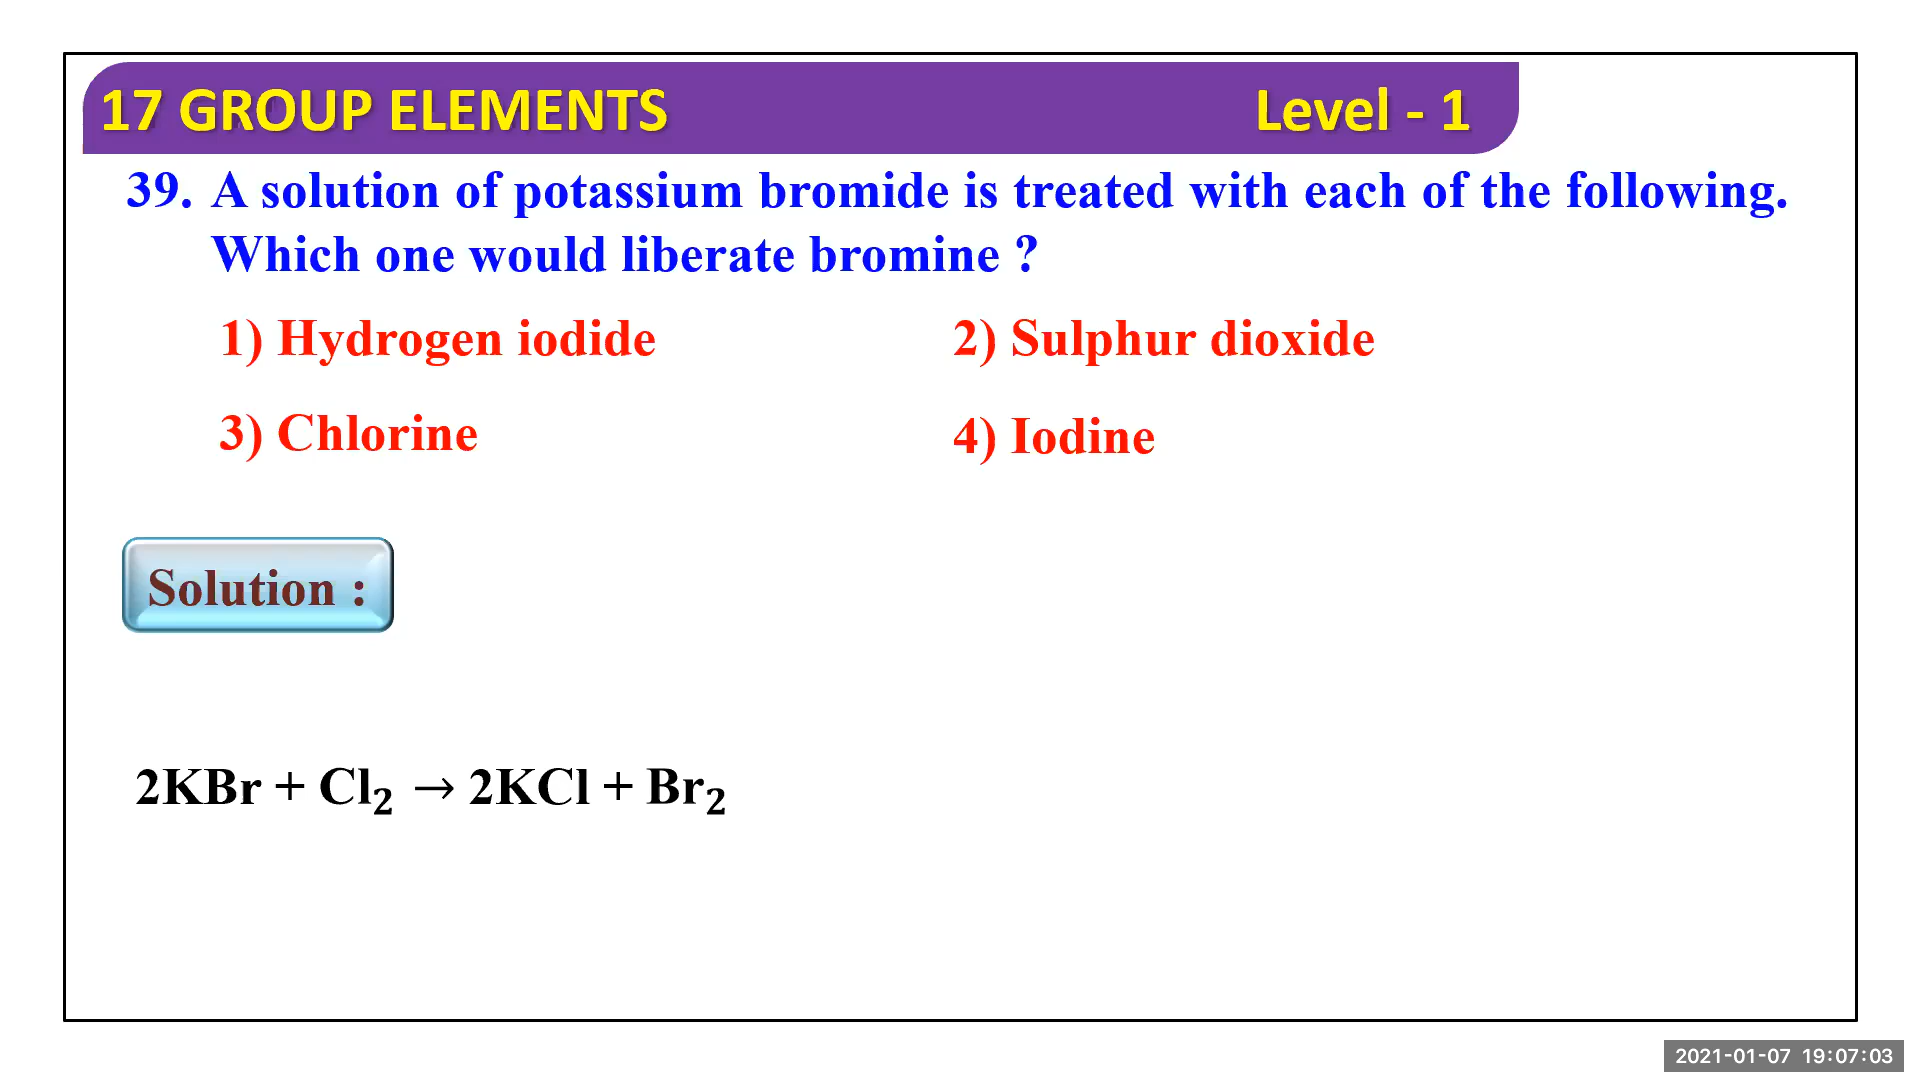 17 GROUP ELEMENTS Level - 1
39. A solution of potassium bromide is treated with each of the following.
Which one would liberate bromine ?
1) Hydrogen iodide 2) Sulphur dioxide
3) Chlorine 4) Iodine
Solution :
2KBr + Cl₂ → 2KCl + Br₂
2021-01-07 19:07:03